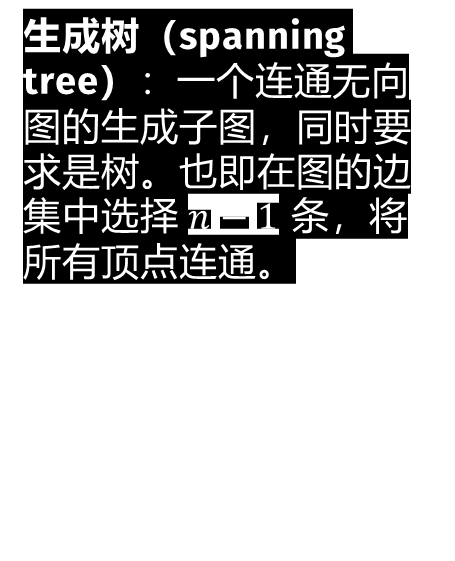 生成树（spanning
tree）：一个连通无向
图的生成子图，同时要
求是树。也即在图的边
集中选择 n − 1 条，将
所有顶点连通。